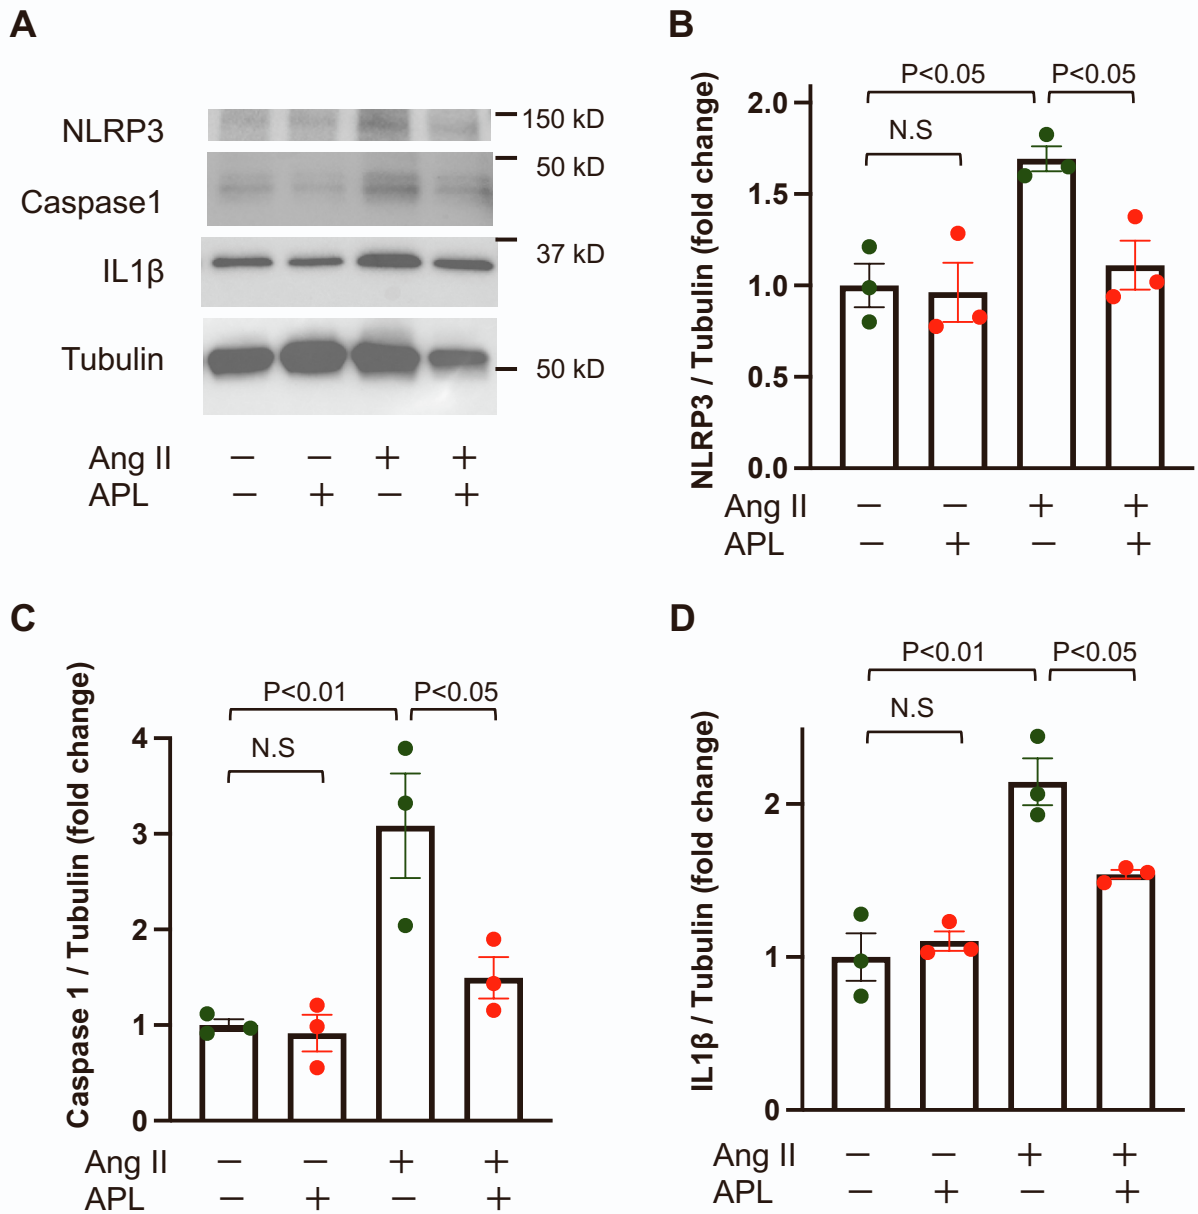 A
NLRP3
150 kD
Caspase1
50 kD
IL1β
37 kD
Tubulin
50 kD
Ang II − − + +
APL − + − +
B
P<0.05 P<0.05
N.S
NLRP3 / Tubulin (fold change)
2.0
1.5
1.0
0.5
0.0
Ang II − − + +
APL − + − +
C
P<0.01 P<0.05
N.S
Caspase 1 / Tubulin (fold change)
4
3
2
1
0
Ang II − − + +
APL − + − +
D
P<0.01 P<0.05
N.S
IL1β / Tubulin (fold change)
2
1
0
Ang II − − + +
APL − + − +